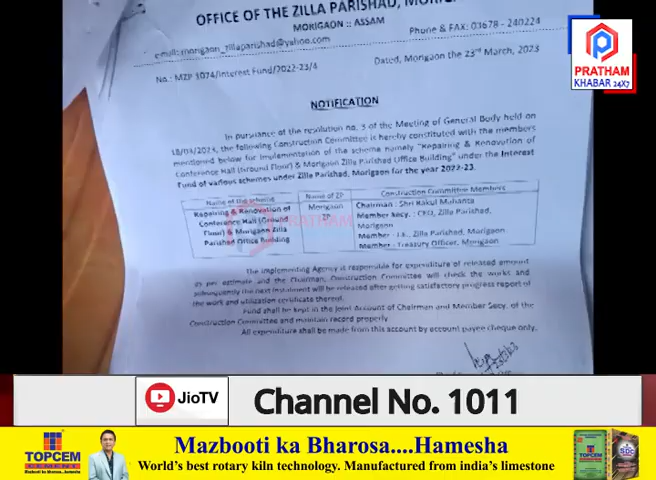 OFFICE OF THE ZILLA PARISHAD,
MORIGAON :: ASSAM
e-mail:morigaon_zillaparishad@yahoo.com
Phone & FAX: 03678 - 240224
No.: MZP 1074/Interest Fund/2022-23/4
Dated, Morigaon the 23rd March, 2023
NOTIFICATION
In pursuance of the resolution no. 3 of the Meeting of General Body held on
18/03/2023, the following Construction Committee is hereby constituted with the members
mentioned below for implementation of the scheme namely "Repairing & Renovation of
Conference Hall (Ground Floor) & Morigaon Zilla Parishad Office Building" under the Interest
Fund of various schemes under Zilla Parishad, Morigaon for the year 2022-23.
Name of the scheme
Name of ZP
Construction Committee Members
Repairing & Renovation of
Conference Hall (Ground
Floor) & Morigaon Zilla
Parishad Office Building
Morigaon
ZP
Chairman : Shri Bakul Mahanta
Member Secy. : CEO, Zilla Parishad,
Morigaon
Member - J.E., Zilla Parishad, Morigaon
Member - Treasury Officer, Morigaon
PRATHAM
The implementing Agency is responsible for expenditure of released amount
as per estimate and the Chairman, Construction Committee will check the works and
subsequently the next instalment will be released after getting satisfactory progress report of
the work and utilization certificate thereof.
Fund shall be kept in the Joint Account of Chairman and Member Secy. of the
Construction Committee and maintain record properly.
All expenditure shall be made from this account by account payee cheque only.
PRATHAM
KHABAR 24X7
JioTV
Channel No. 1011
TOPCEM
CEMENT
Mazbooti ka Bharosa....Hamesha
World's best rotary kiln technology. Manufactured from india's limestone
TOPCEM
SDC